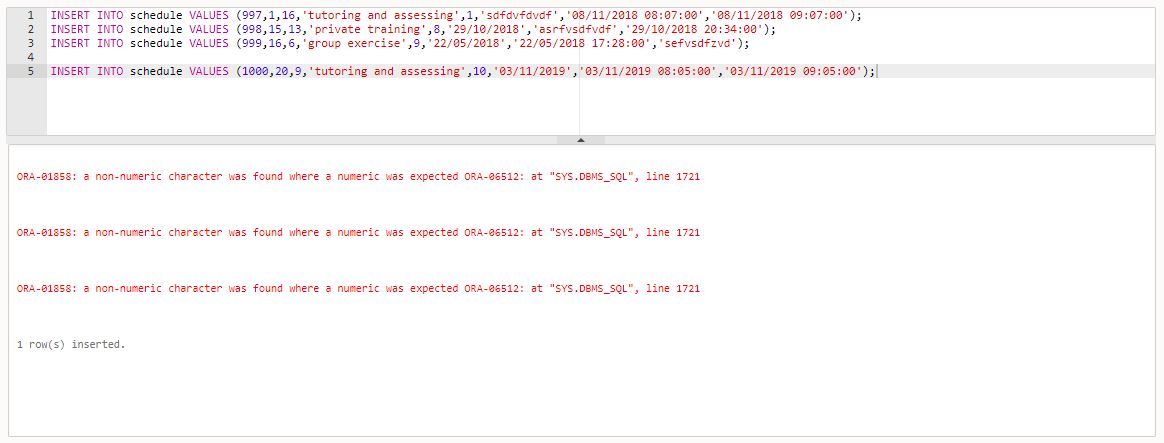 1 INSERT INTO schedule VALUES (997,1,16,'tutoring and assessing',1,'sdfdvfdvdf','08/11/2018 08:07:00','08/11/2018 09:07:00');
2 INSERT INTO schedule VALUES (998,15,13,'private training',8,'29/10/2018','asrfvsdfvdf','29/10/2018 20:34:00');
3 INSERT INTO schedule VALUES (999,16,6,'group exercise',9,'22/05/2018','22/05/2018 17:28:00','sefvsdfzvd');
4
5 INSERT INTO schedule VALUES (1000,20,9,'tutoring and assessing',10,'03/11/2019','03/11/2019 08:05:00','03/11/2019 09:05:00');
ORA-01858: a non-numeric character was found where a numeric was expected ORA-06512: at "SYS.DBMS_SQL", line 1721
ORA-01858: a non-numeric character was found where a numeric was expected ORA-06512: at "SYS.DBMS_SQL", line 1721
ORA-01858: a non-numeric character was found where a numeric was expected ORA-06512: at "SYS.DBMS_SQL", line 1721
1 row(s) inserted.